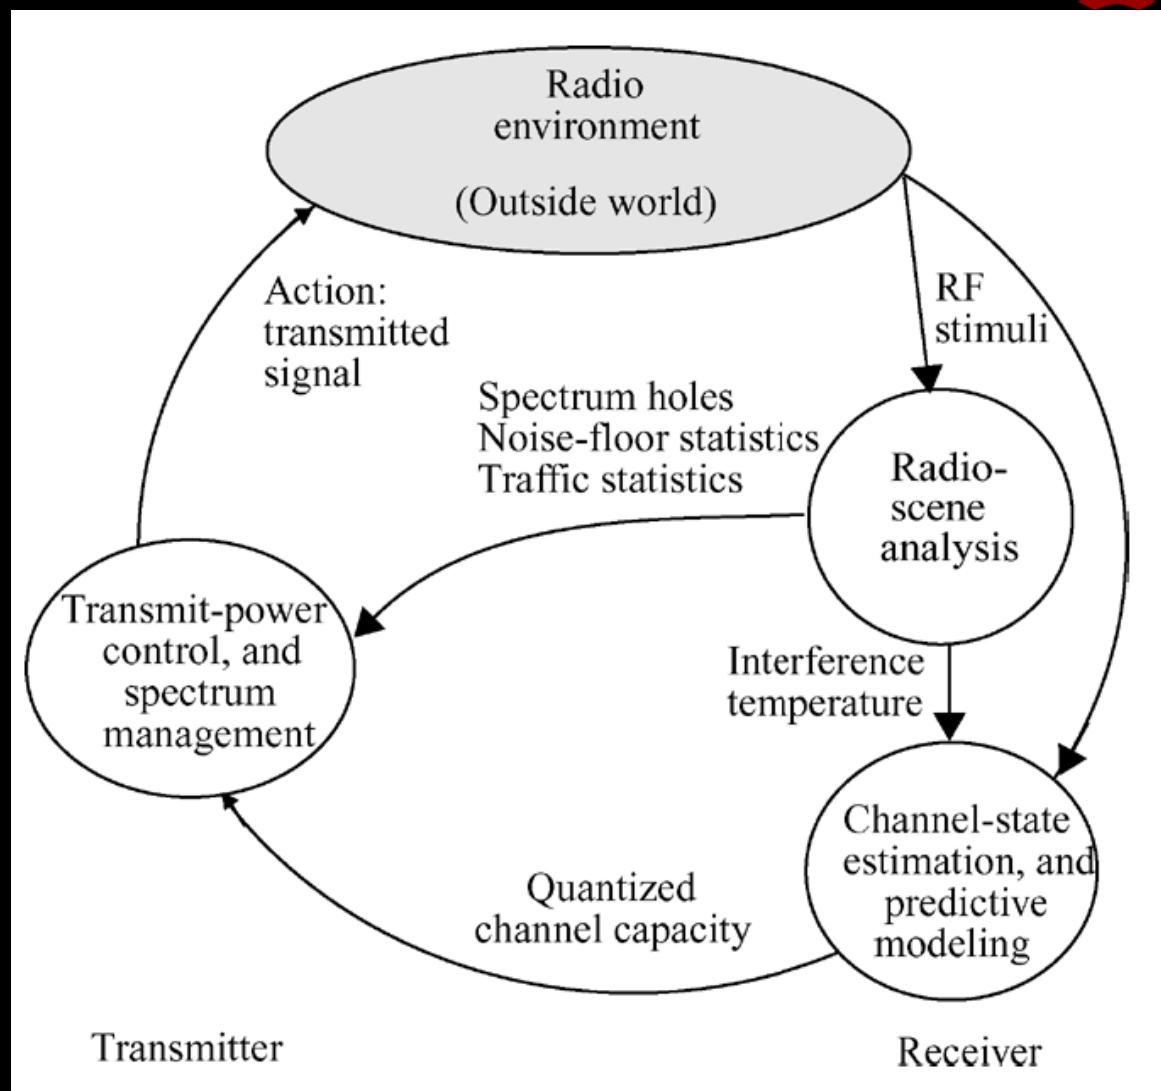 Radio
environment
(Outside world)
Action:
transmitted
signal
RF
stimuli
Spectrum holes
Noise-floor statistics
Traffic statistics
Radio-
scene
analysis
Transmit-power
control, and
spectrum
management
Interference
temperature
Channel-state
estimation, and
predictive
modeling
Quantized
channel capacity
Transmitter
Receiver